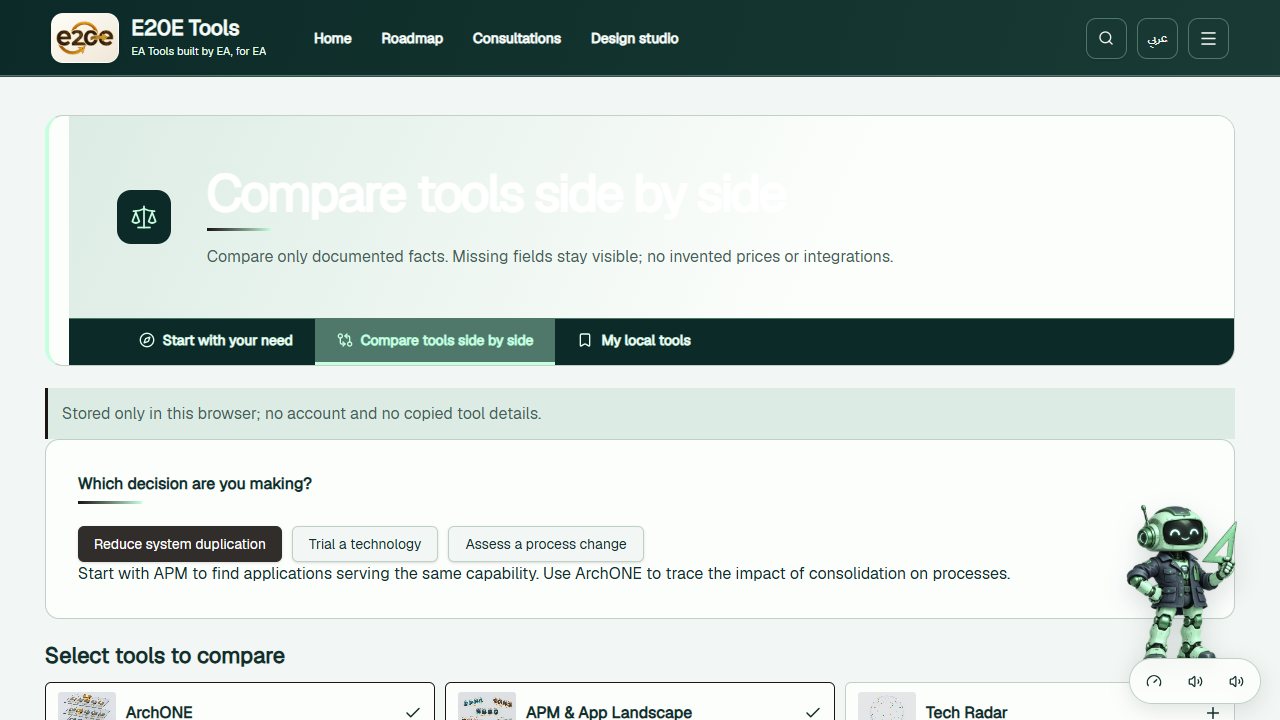 e2oe
E2OE Tools
EA Tools built by EA, for EA
Home
Roadmap
Consultations
Design studio
عربي
Compare tools side by side
Compare only documented facts. Missing fields stay visible; no invented prices or integrations.
Start with your need
Compare tools side by side
My local tools
Stored only in this browser; no account and no copied tool details.
Which decision are you making?
Reduce system duplication
Trial a technology
Assess a process change
Start with APM to find applications serving the same capability. Use ArchONE to trace the impact of consolidation on processes.
Select tools to compare
ArchONE
APM & App Landscape
Tech Radar